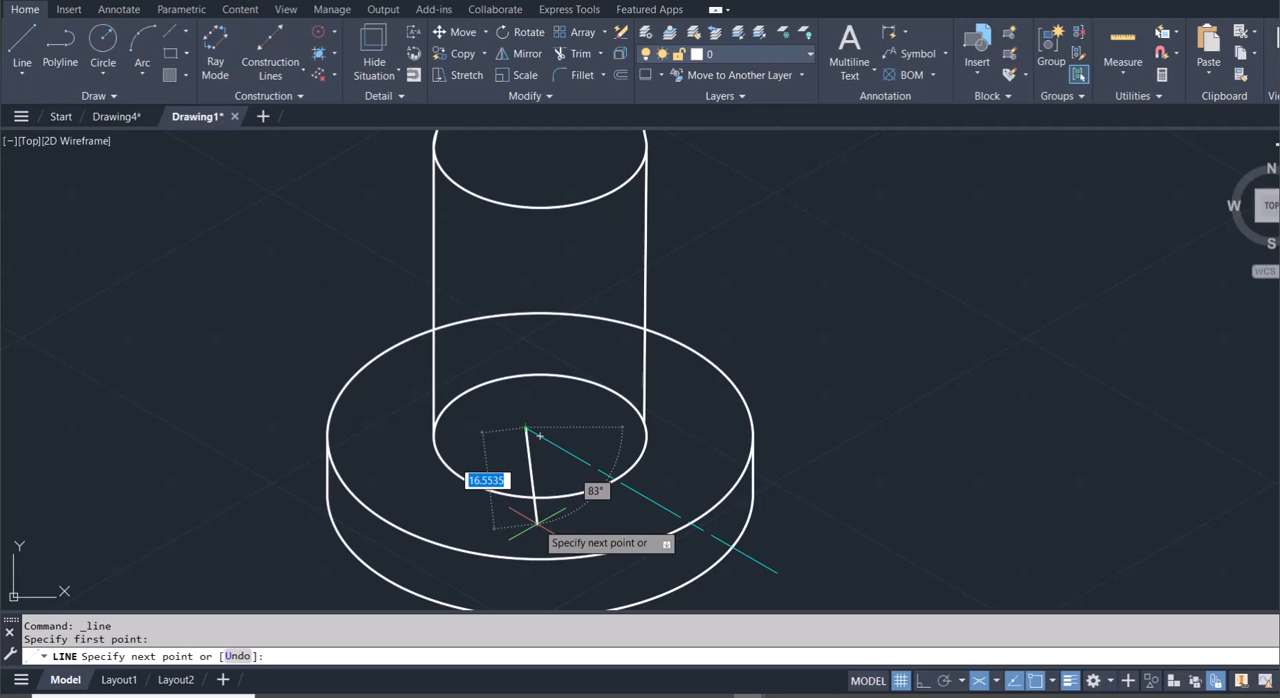 Home Insert Annotate Parametric Content View Manage Output Add-ins Collaborate Express Tools Featured Apps
Line Polyline Circle Arc
Ray Mode
Construction Lines
Hide Situation
Move Rotate Array
Copy Mirror Trim
Stretch Scale Fillet
0
Move to Another Layer
Multiline Text
Symbol
BOM
Insert
Group
Measure
Paste
Draw Construction Detail Modify Layers Annotation Block Groups Utilities Clipboard
Start Drawing4* Drawing1*
[−][Top][2D Wireframe]
N
W TOP
S
WCS
16.5535
83°
Specify next point or
Y
X
Command: _line
Specify first point:
LINE Specify next point or [Undo]:
Model Layout1 Layout2
MODEL